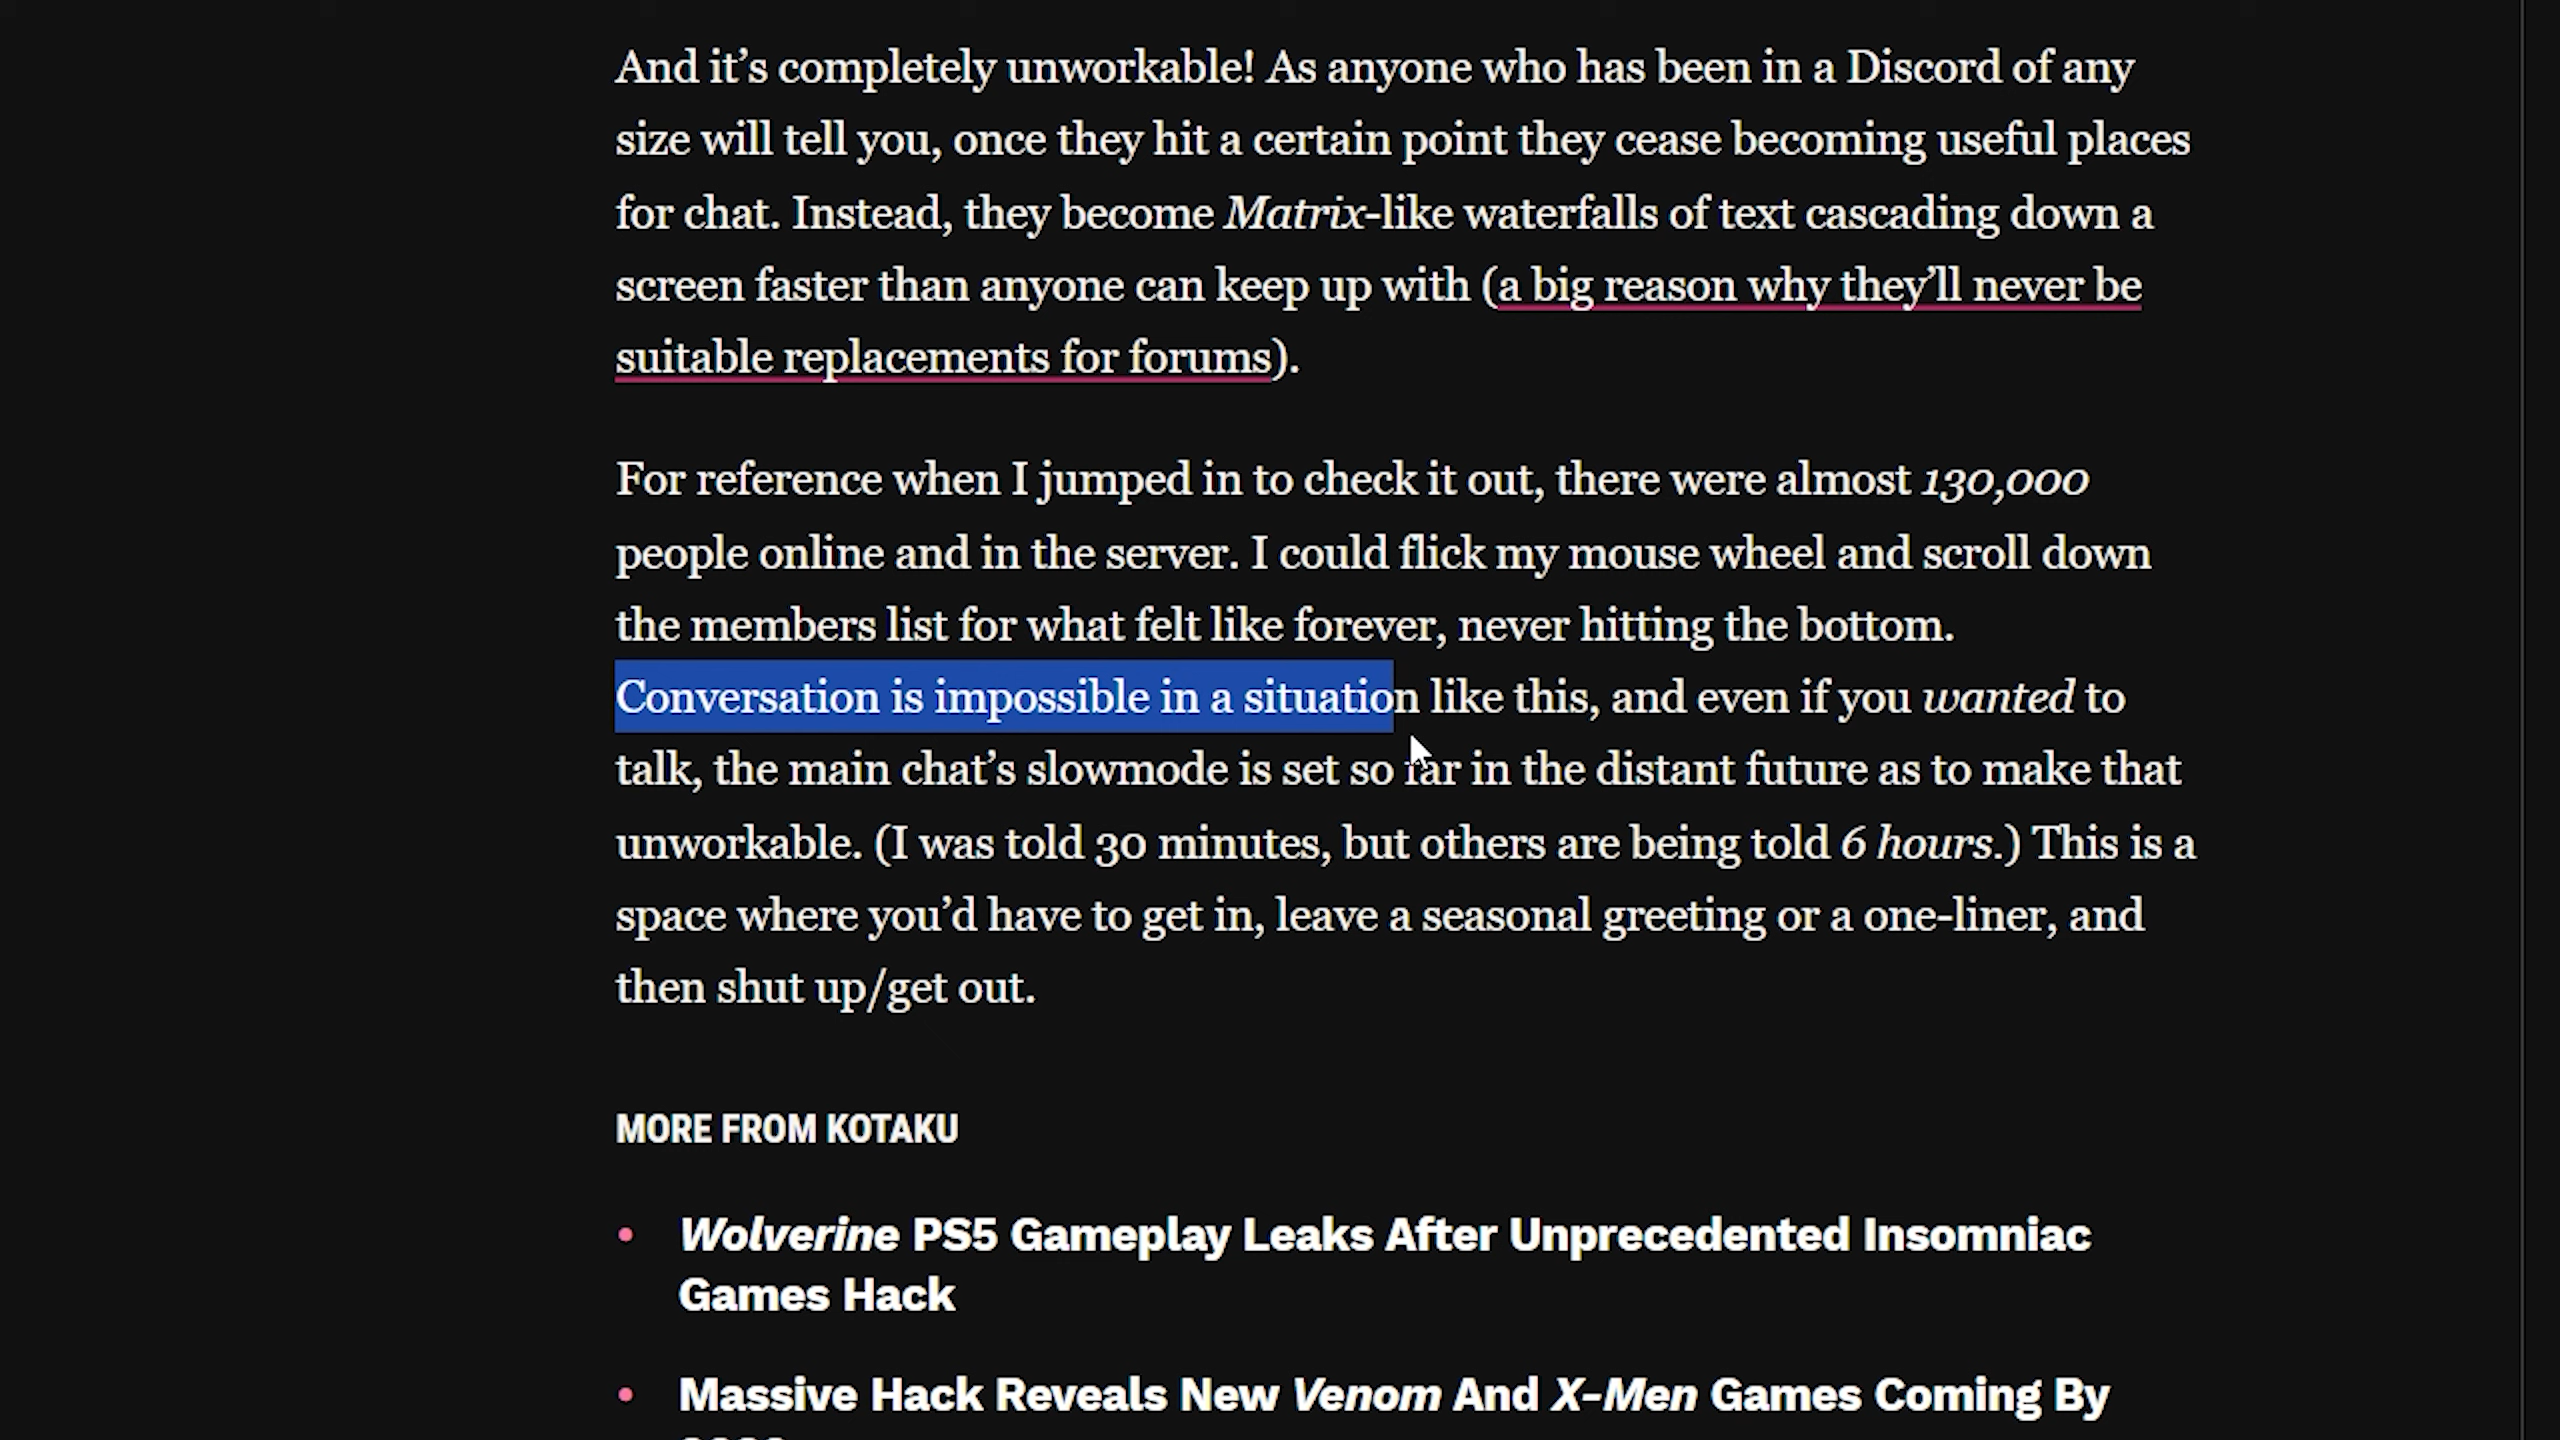 And it’s completely unworkable! As anyone who has been in a Discord of any
size will tell you, once they hit a certain point they cease becoming useful places
for chat. Instead, they become Matrix-like waterfalls of text cascading down a
screen faster than anyone can keep up with (a big reason why they’ll never be
suitable replacements for forums).
For reference when I jumped in to check it out, there were almost 130,000
people online and in the server. I could flick my mouse wheel and scroll down
the members list for what felt like forever, never hitting the bottom.
Conversation is impossible in a situation like this, and even if you wanted to
talk, the main chat’s slowmode is set so far in the distant future as to make that
unworkable. (I was told 30 minutes, but others are being told 6 hours.) This is a
space where you’d have to get in, leave a seasonal greeting or a one-liner, and
then shut up/get out.
MORE FROM KOTAKU
• Wolverine PS5 Gameplay Leaks After Unprecedented Insomniac
Games Hack
• Massive Hack Reveals New Venom And X-Men Games Coming By